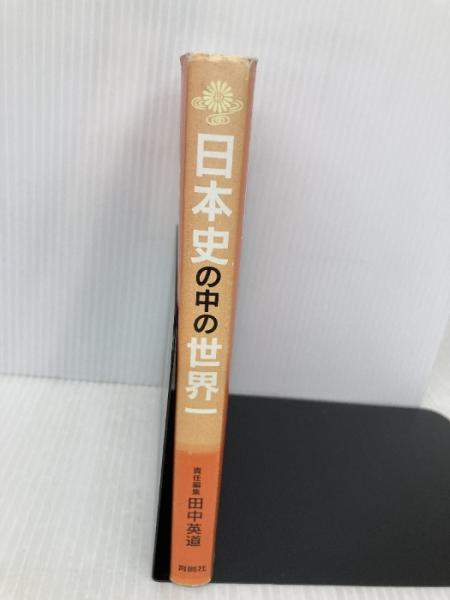 日本史の中の世界一
責任編集 田中英道
育鵬社